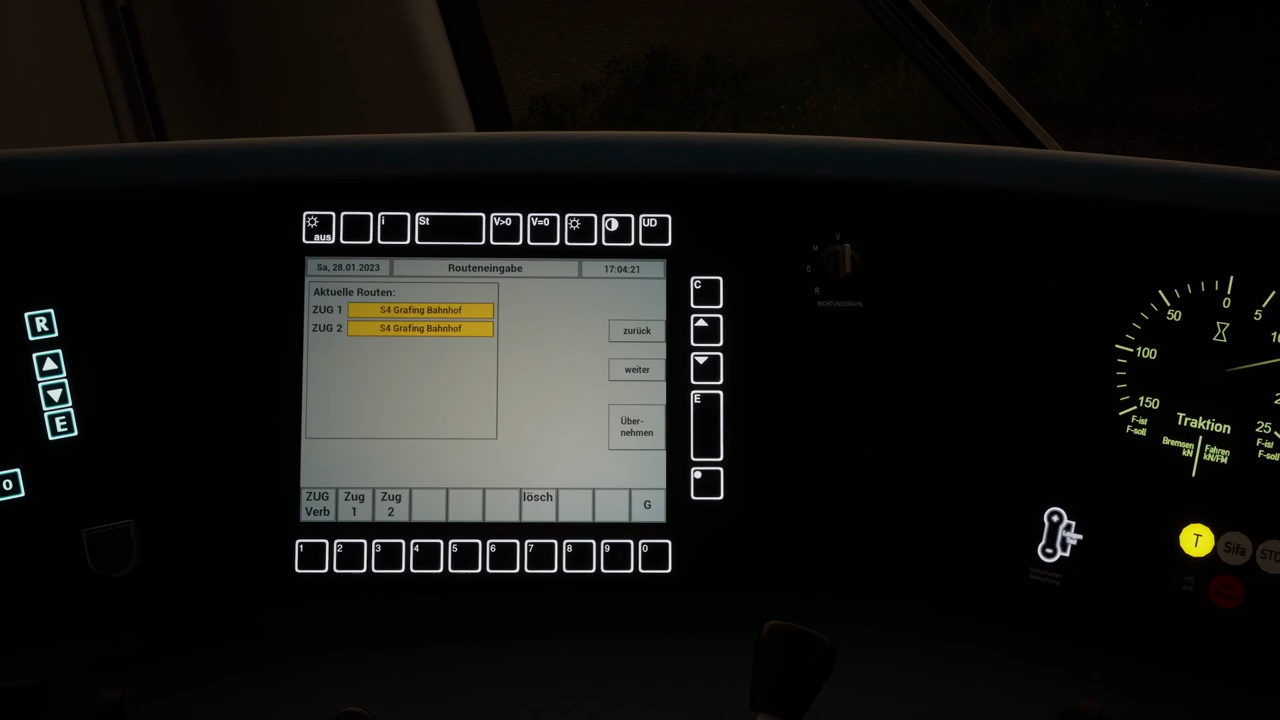 aus
i
St
V>0
V=0
UD
Sa, 28.01.2023
Routeneingabe
17:04:21
Aktuelle Routen:
ZUG 1
S4 Grafing Bahnhof
ZUG 2
S4 Grafing Bahnhof
zurück
weiter
Über-
nehmen
ZUG
Verb
Zug
1
Zug
2
lösch
G
1
2
3
4
5
6
7
8
9
0
C
E
R
E
0
V
M
0
R
RICHTUNGSWAHL
50
0
5
100
150
25
F-ist
F-soll
Traktion
F-ist
F-soll
Bremsen
kN
Fahren
kN/FM
T
Sifa